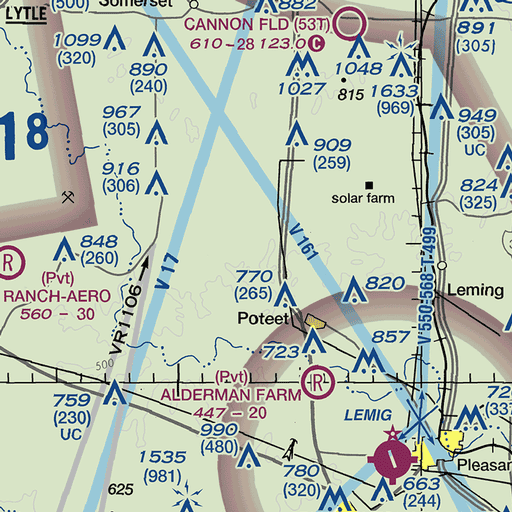 LYTLE
Somerset
(500)
882
CANNON FLD (53T)
610 - 28 123.0 C
891
(305)
1099
(320)
890
(240)
1048
1027
815
1633
(969)
967
(305)
949
(305)
UC
18
909
(259)
916
(306)
824
(325)
solar farm
V 161
848
(260)
R
(Pvt)
RANCH-AERO
560 - 30
VR1106
V 17
V 550-568 T-499
770
(265)
820
Leming
Poteet
857
723
500
(Pvt)
ALDERMAN FARM
447 - 20
R
759
(230)
UC
LEMIG
990
(480)
1535
(981)
780
(320)
Pleasan
663
(244)
625